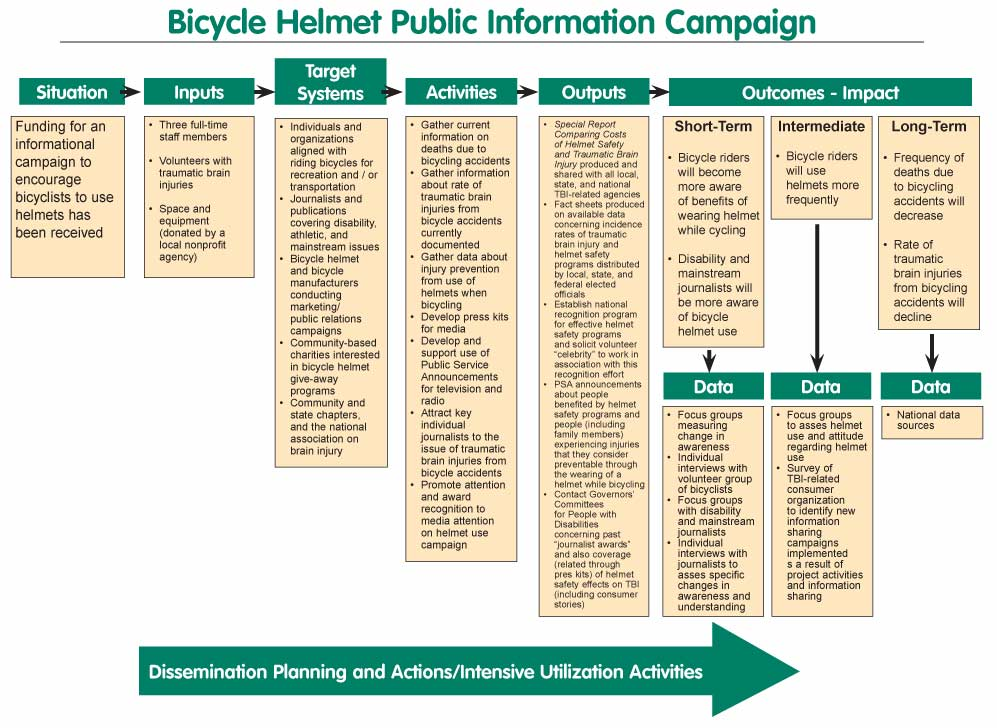 Bicycle Helmet Public Information Campaign
Situation
Funding for an
informational
campaign to
encourage
bicyclists to use
helmets has
been received
Inputs
• Three full-time
staff members
• Volunteers with
traumatic brain
injuries
• Space and
equipment
(donated by a
local nonprofit
agency)
Target
Systems
• Individuals and
organizations
aligned with
riding bicycles for
recreation and / or
transportation
• Journalists and
publications
covering disability,
athletic, and
mainstream issues
• Bicycle helmet
and bicycle
manufacturers
conducting
marketing/
public relations
campaigns
• Community-based
charities interested
in bicycle helmet
give-away
programs
• Community and
state chapters,
and the national
association on
brain injury
Activities
• Gather current
information on
deaths due to
bicycling accidents
• Gather information
about rate of
traumatic brain
injuries from
bicycle accidents
currently
documented
• Gather data about
injury prevention
from use of
helmets when
bicycling
• Develop press kits
for media
• Develop and
support use of
Public Service
Announcements
for television and
radio
• Attract key
individual
journalists to the
issue of traumatic
brain injuries from
bicycle accidents
• Promote attention
and award
recognition to
media attention
on helmet use
campaign
Outputs
• Special Report
Comparing Costs
of Helmet Safety
and Traumatic Brain
Injury produced and
shared with all local,
state, and national
TBI-related agencies
• Fact sheets produced
on available data
concerning incidence
rates of traumatic
brain injury and
helmet safety
programs distributed
by local, state, and
federal elected
officials
• Establish national
recognition program
for effective helmet
safety programs
and solicit volunteer
“celebrity” to work in
association with this
recognition effort
• PSA announcements
about people
benefited by helmet
safety programs and
people (including
family members)
experiencing injuries
that they consider
preventable through
the wearing of a
helmet while bicycling
• Contact Governors’
Committees
for People with
Disabilities
concerning past
“journalist awards”
and also coverage
(related through
pres kits) of helmet
safety effects on TBI
(including consumer
stories)
Outcomes - Impact
Short-Term
• Bicycle riders
will become
more aware
of benefits of
wearing helmet
while cycling
• Disability and
mainstream
journalists will
be more aware
of bicycle
helmet use
Data
• Focus groups
measuring
change in
awareness
• Individual
interviews with
volunteer group
of bicyclists
• Focus groups
with disability
and mainstream
journalists
• Individual
interviews with
journalists to
asses specific
changes in
awareness and
understanding
Intermediate
• Bicycle riders
will use
helmets more
frequently
Data
• Focus groups
to asses helmet
use and attitude
regarding helmet
use
• Survey of
TBI-related
consumer
organization
to identify new
information
sharing
campaigns
implemented
s a result of
project activities
and information
sharing
Long-Term
• Frequency of
deaths due
to bicycling
accidents will
decrease
• Rate of
traumatic
brain injuries
from bicycling
accidents will
decline
Data
• National data
sources
Dissemination Planning and Actions/Intensive Utilization Activities